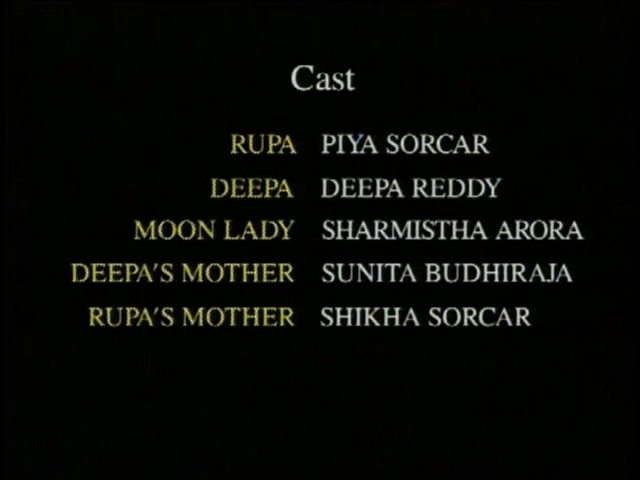 Cast
RUPA PIYA SORCAR
DEEPA DEEPA REDDY
MOON LADY SHARMISTHA ARORA
DEEPA'S MOTHER SUNITA BUDHIRAJA
RUPA'S MOTHER SHIKHA SORCAR